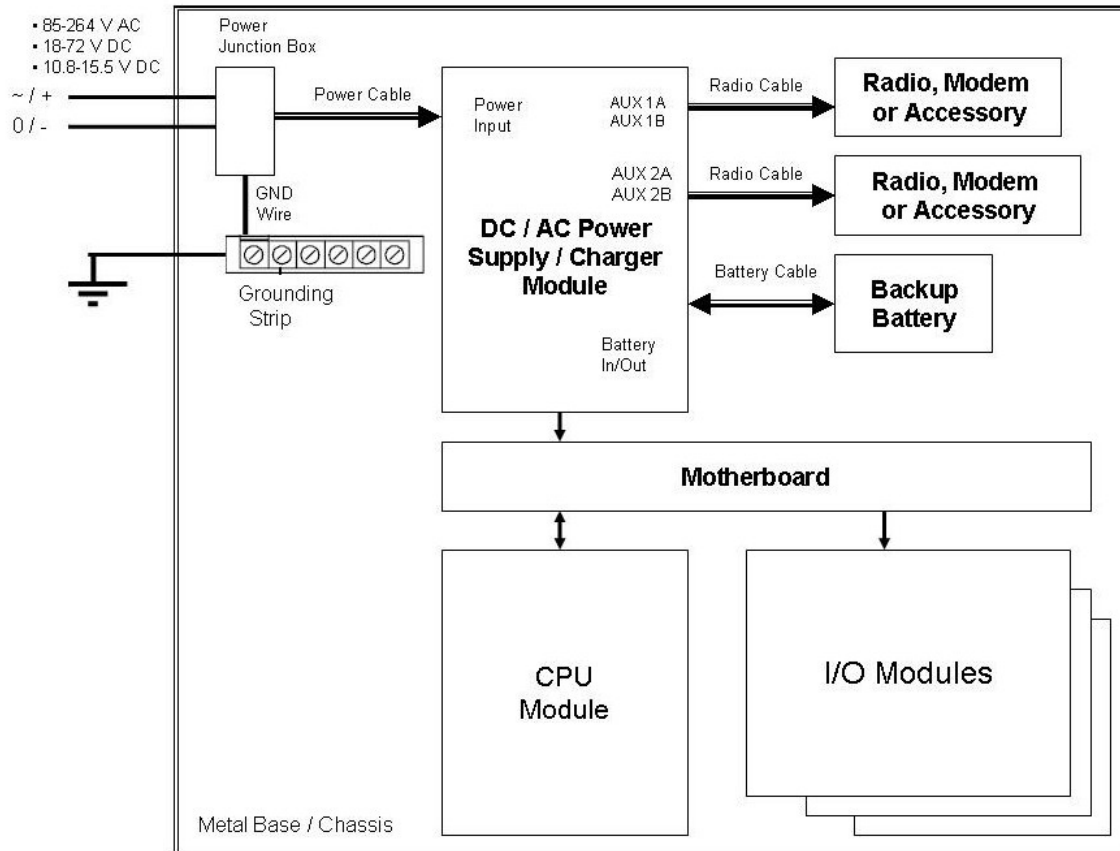 • 85-264 V AC
• 18-72 V DC
• 10.8-15.5 V DC
~ / +
0 / -
Power
Junction Box
Power Cable
GND
Wire
Grounding
Strip
Power
Input
AUX 1A
AUX 1B
AUX 2A
AUX 2B
DC / AC Power
Supply / Charger
Module
Battery
In/Out
Radio Cable
Radio, Modem
or Accessory
Radio Cable
Radio, Modem
or Accessory
Battery Cable
Backup
Battery
Motherboard
CPU
Module
I/O Modules
Metal Base / Chassis